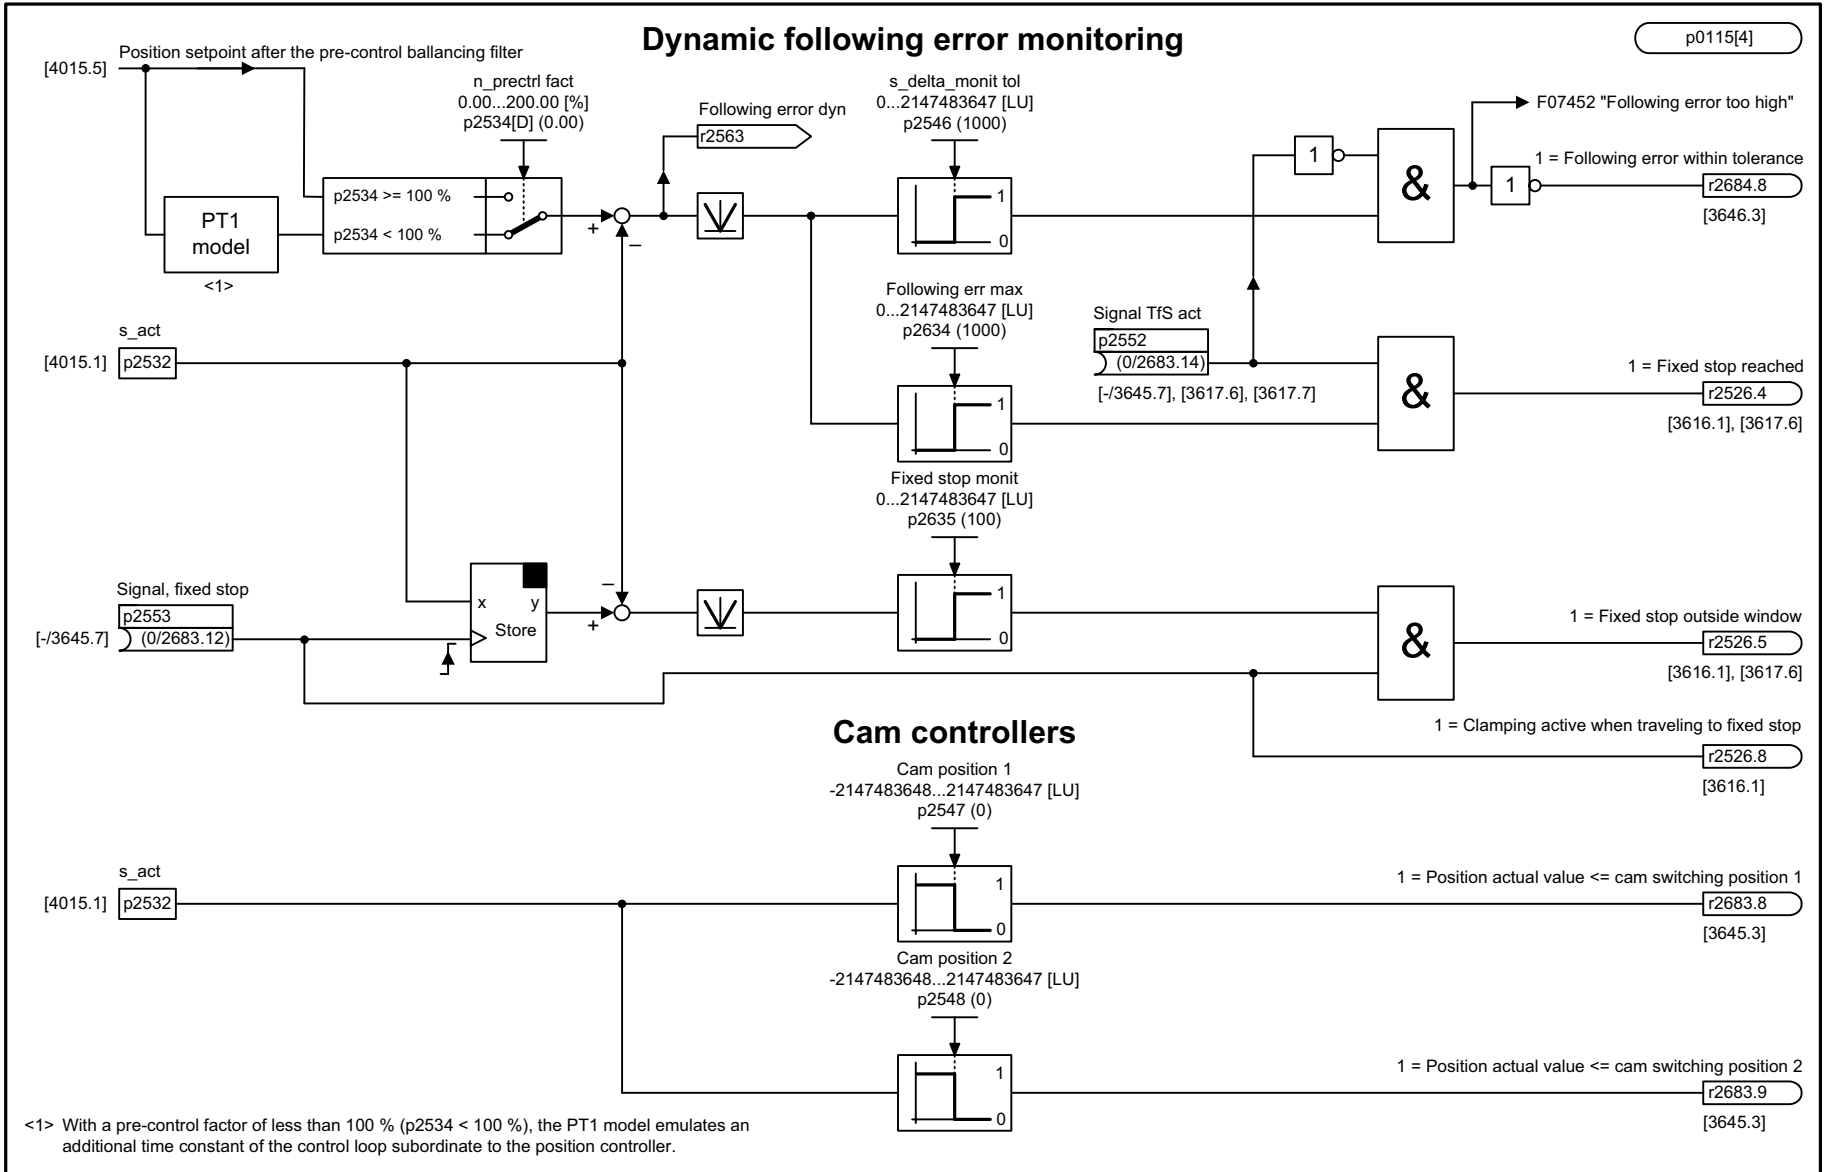 Dynamic following error monitoring
p0115[4]
Position setpoint after the pre-control ballancing filter
[4015.5]
n_prectrl fact
0.00...200.00 [%]
p2534[D] (0.00)
Following error dyn
r2563
s_delta_monit tol
0...2147483647 [LU]
p2546 (1000)
F07452 "Following error too high"
1
&
1 = Following error within tolerance
1
r2684.8
[3646.3]
p2534 >= 100 %
p2534 < 100 %
PT1
model
<1>
+
–
1
0
Following err max
0...2147483647 [LU]
p2634 (1000)
Signal TfS act
p2552
(0/2683.14)
[-/3645.7], [3617.6], [3617.7]
s_act
[4015.1]
p2532
1
0
&
1 = Fixed stop reached
r2526.4
[3616.1], [3617.6]
Fixed stop monit
0...2147483647 [LU]
p2635 (100)
Signal, fixed stop
p2553
[-/3645.7]
(0/2683.12)
x
y
Store
–
+
1
0
&
1 = Fixed stop outside window
r2526.5
[3616.1], [3617.6]
1 = Clamping active when traveling to fixed stop
r2526.8
[3616.1]
Cam controllers
Cam position 1
-2147483648...2147483647 [LU]
p2547 (0)
s_act
[4015.1]
p2532
1
0
1 = Position actual value <= cam switching position 1
r2683.8
[3645.3]
Cam position 2
-2147483648...2147483647 [LU]
p2548 (0)
1
0
1 = Position actual value <= cam switching position 2
r2683.9
[3645.3]
<1> With a pre-control factor of less than 100 % (p2534 < 100 %), the PT1 model emulates an
additional time constant of the control loop subordinate to the position controller.